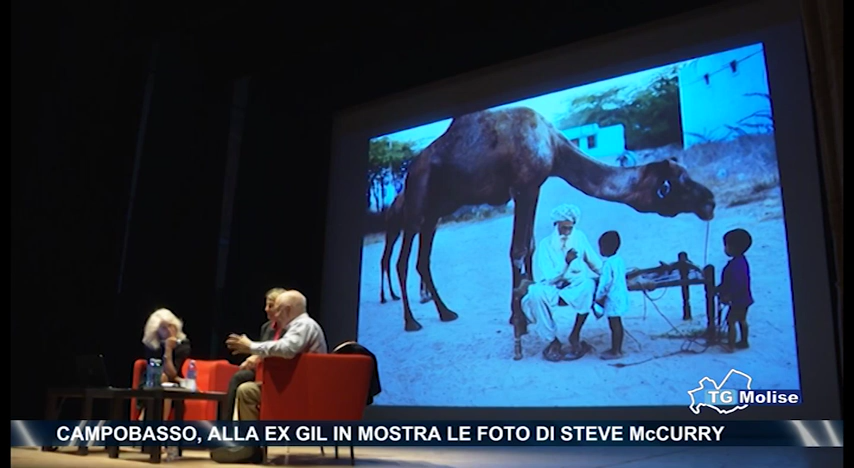 TG Molise
CAMPOBASSO, ALLA EX GIL IN MOSTRA LE FOTO DI STEVE McCURRY